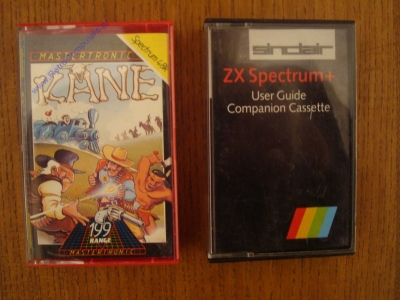 MASTERTRONIC
Spectrum 48K
KANE
199
RANGE
MASTERTRONIC
sinclair
ZX Spectrum+
User Guide
Companion Cassette